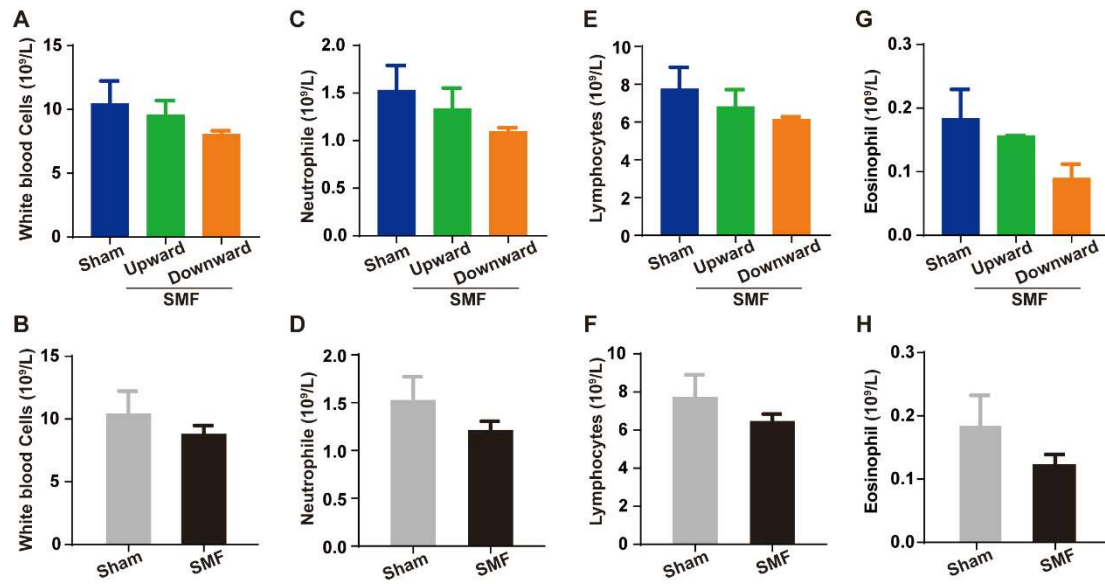 A
White blood Cells (10⁹/L)
15
10
5
0
Sham
Upward
Downward
SMF
C
Neutrophile (10⁹/L)
2.0
1.5
1.0
0.5
0.0
Sham
Upward
Downward
SMF
E
Lymphocytes (10⁹/L)
10
8
6
4
2
0
Sham
Upward
Downward
SMF
G
Eosinophil (10⁹/L)
0.3
0.2
0.1
0.0
Sham
Upward
Downward
SMF
B
White blood Cells (10⁹/L)
15
10
5
0
Sham
SMF
D
Neutrophile (10⁹/L)
2.0
1.5
1.0
0.5
0.0
Sham
SMF
F
Lymphocytes (10⁹/L)
10
8
6
4
2
0
Sham
SMF
H
Eosinophil (10⁹/L)
0.3
0.2
0.1
0.0
Sham
SMF